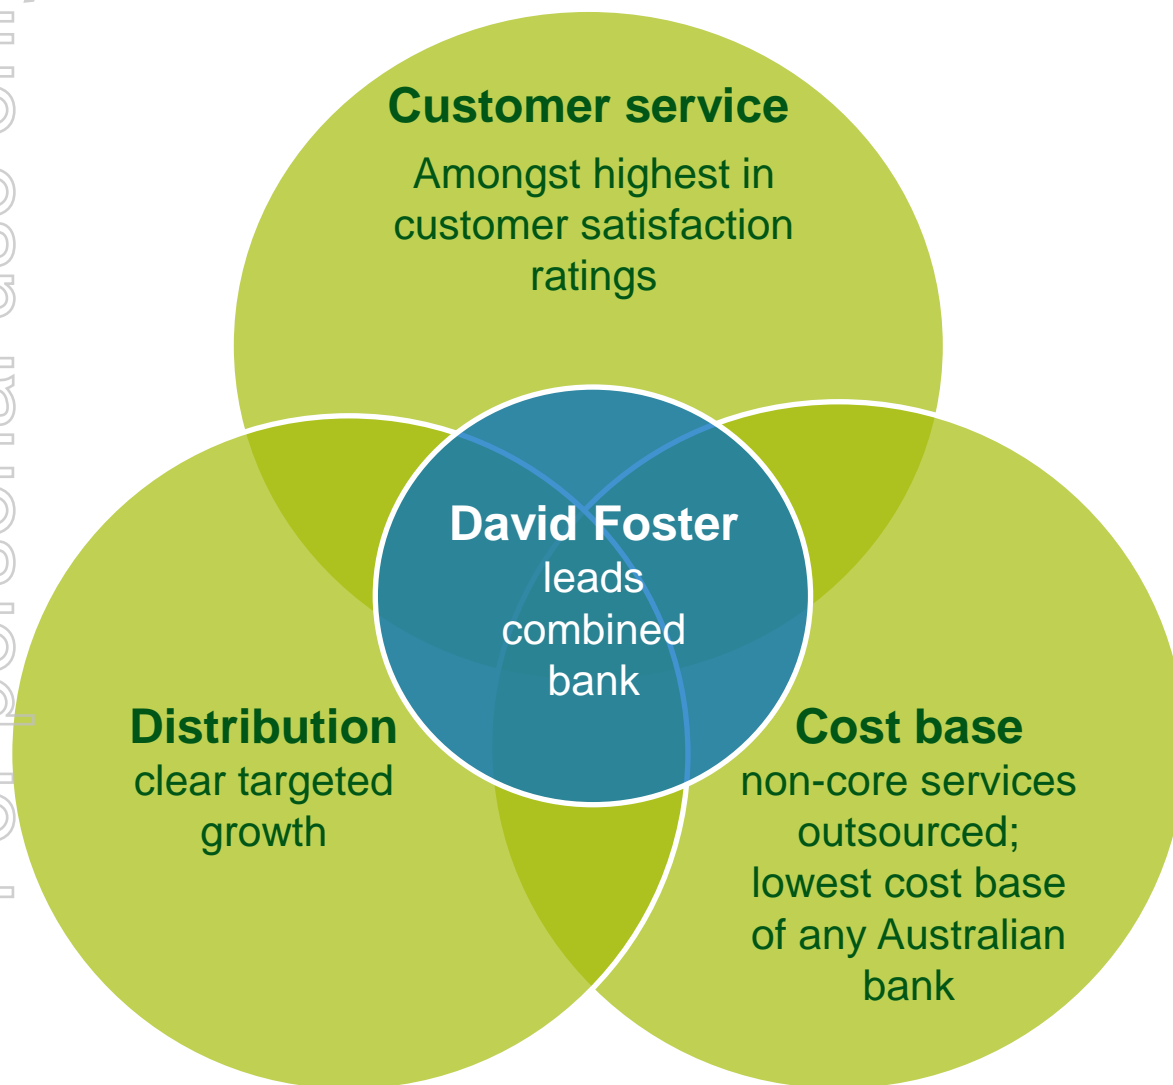 Customer service
Amongst highest in
customer satisfaction
ratings
David Foster
leads
combined
bank
Distribution
clear targeted
growth
Cost base
non-core services
outsourced;
lowest cost base
of any Australian
bank